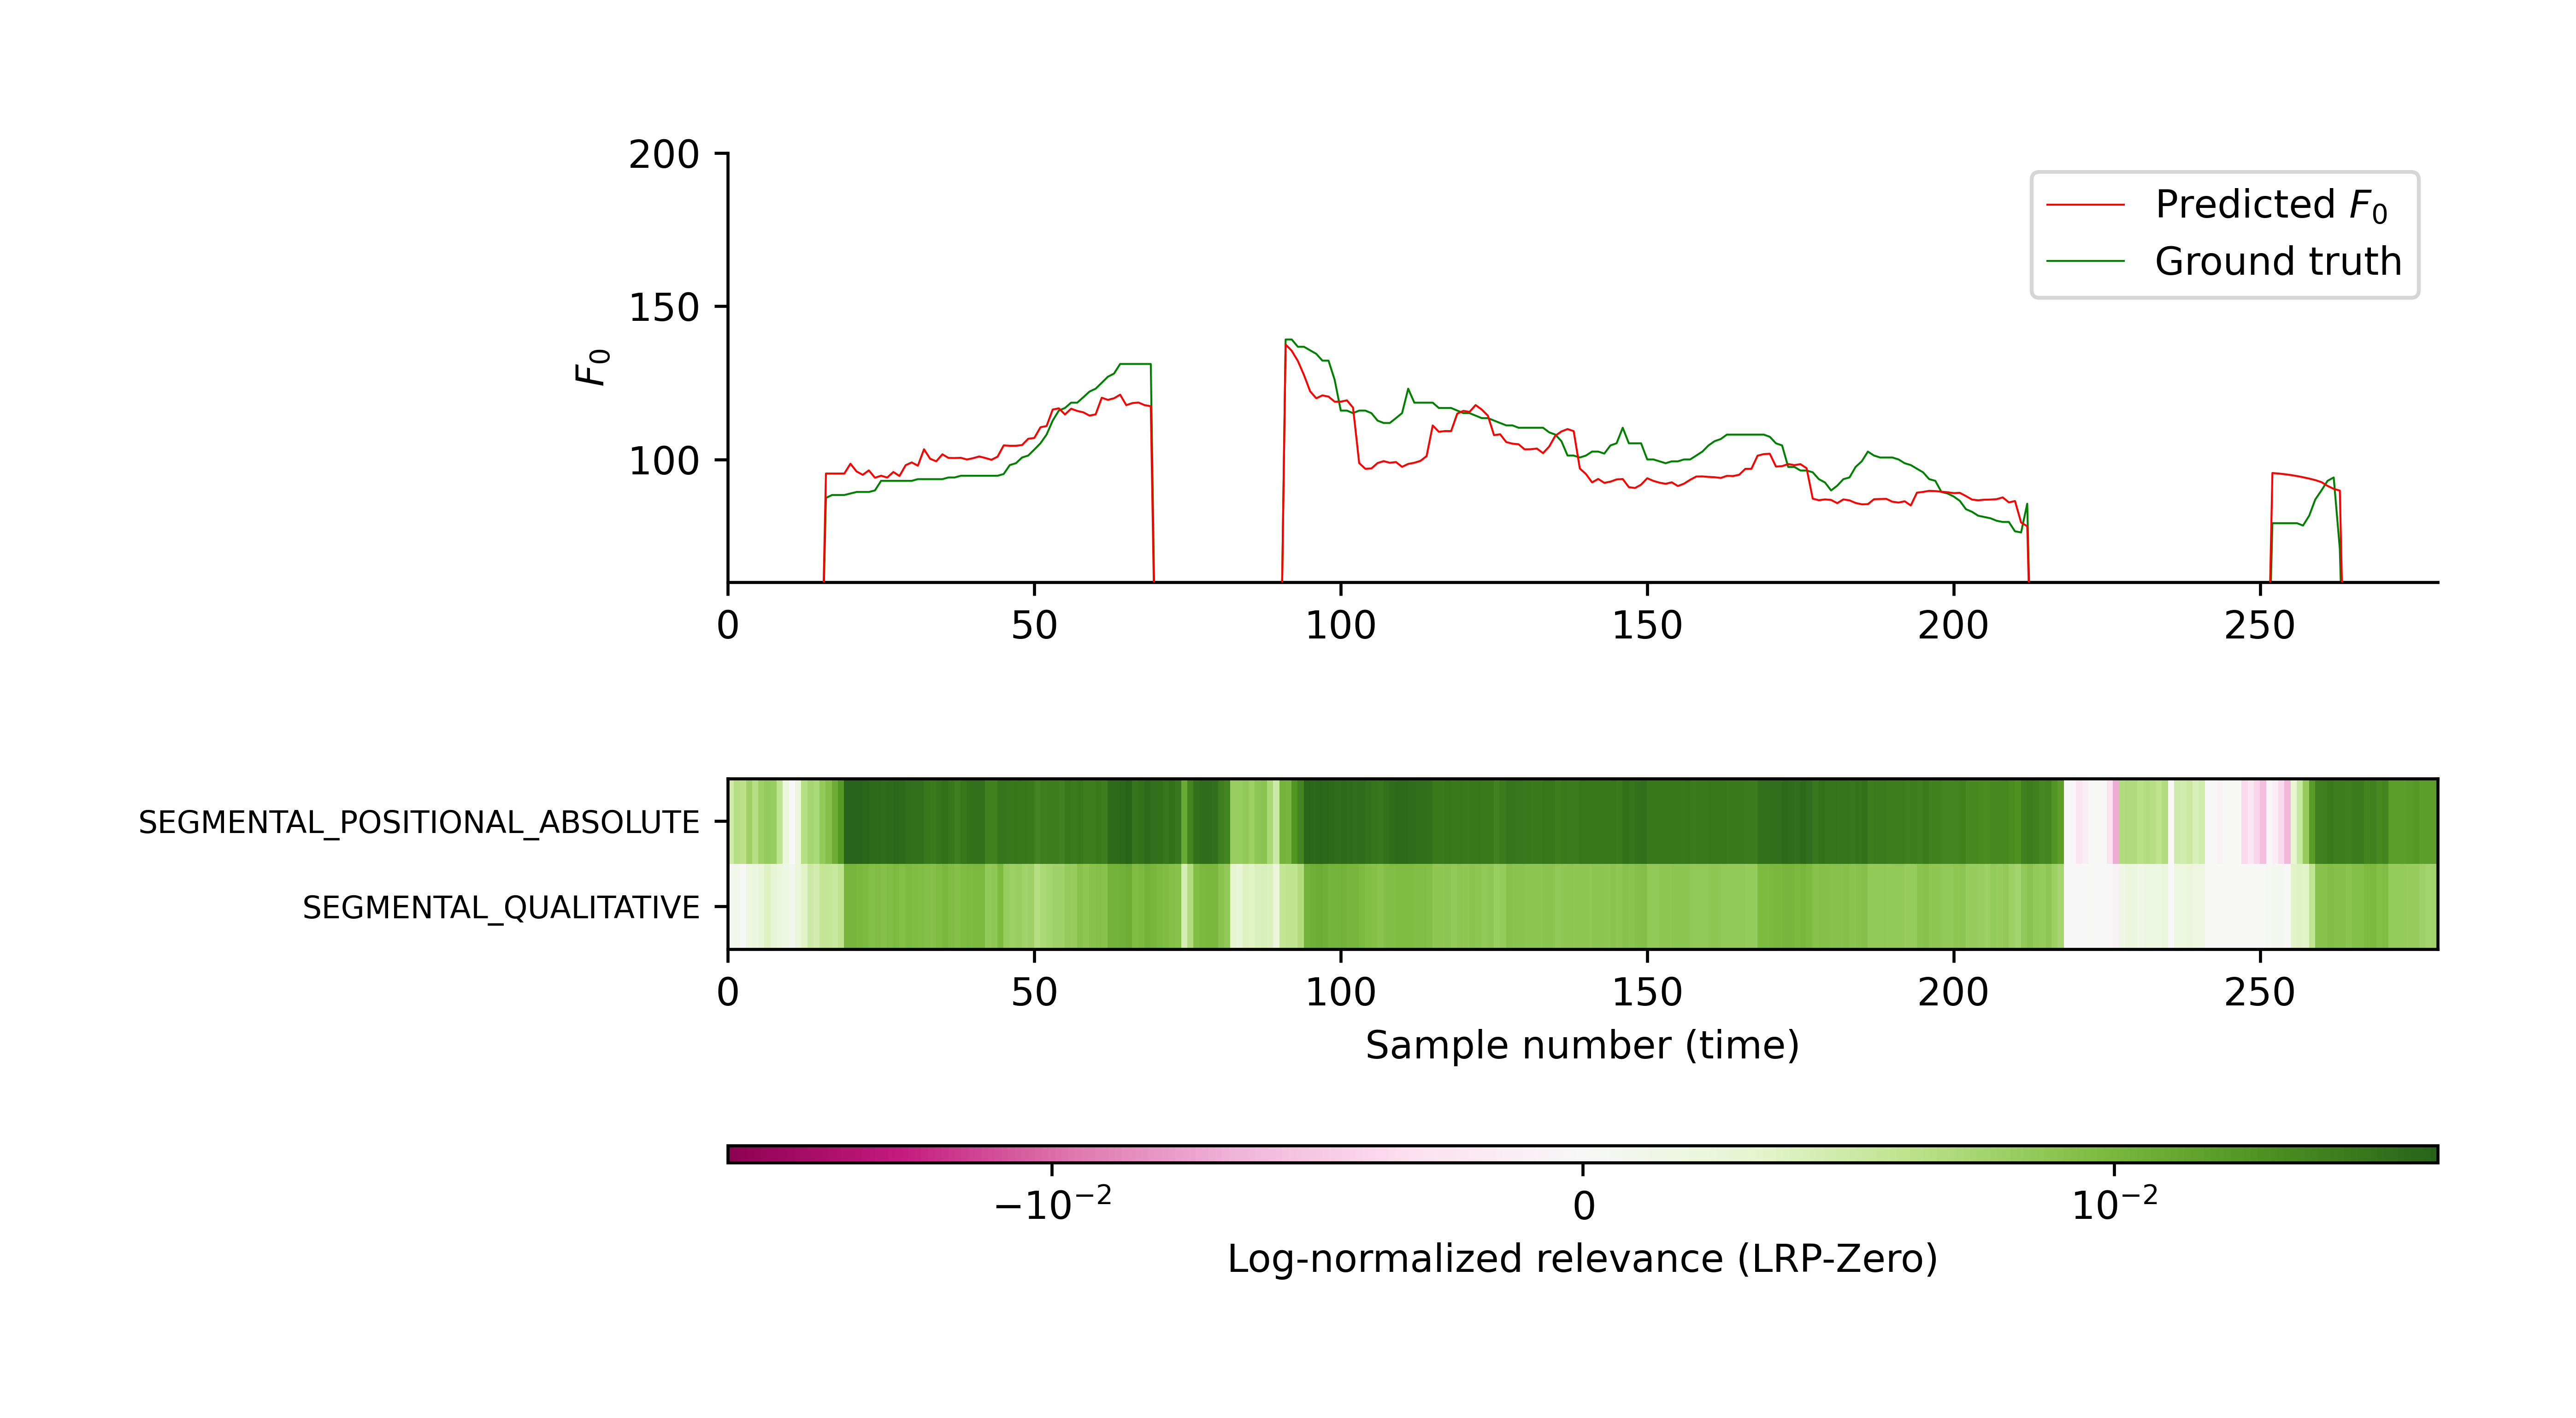 200
150
100
F₀
Predicted F₀
Ground truth
0 50 100 150 200 250
SEGMENTAL_POSITIONAL_ABSOLUTE
SEGMENTAL_QUALITATIVE
0 50 100 150 200 250
Sample number (time)
−10⁻² 0 10⁻²
Log-normalized relevance (LRP-Zero)